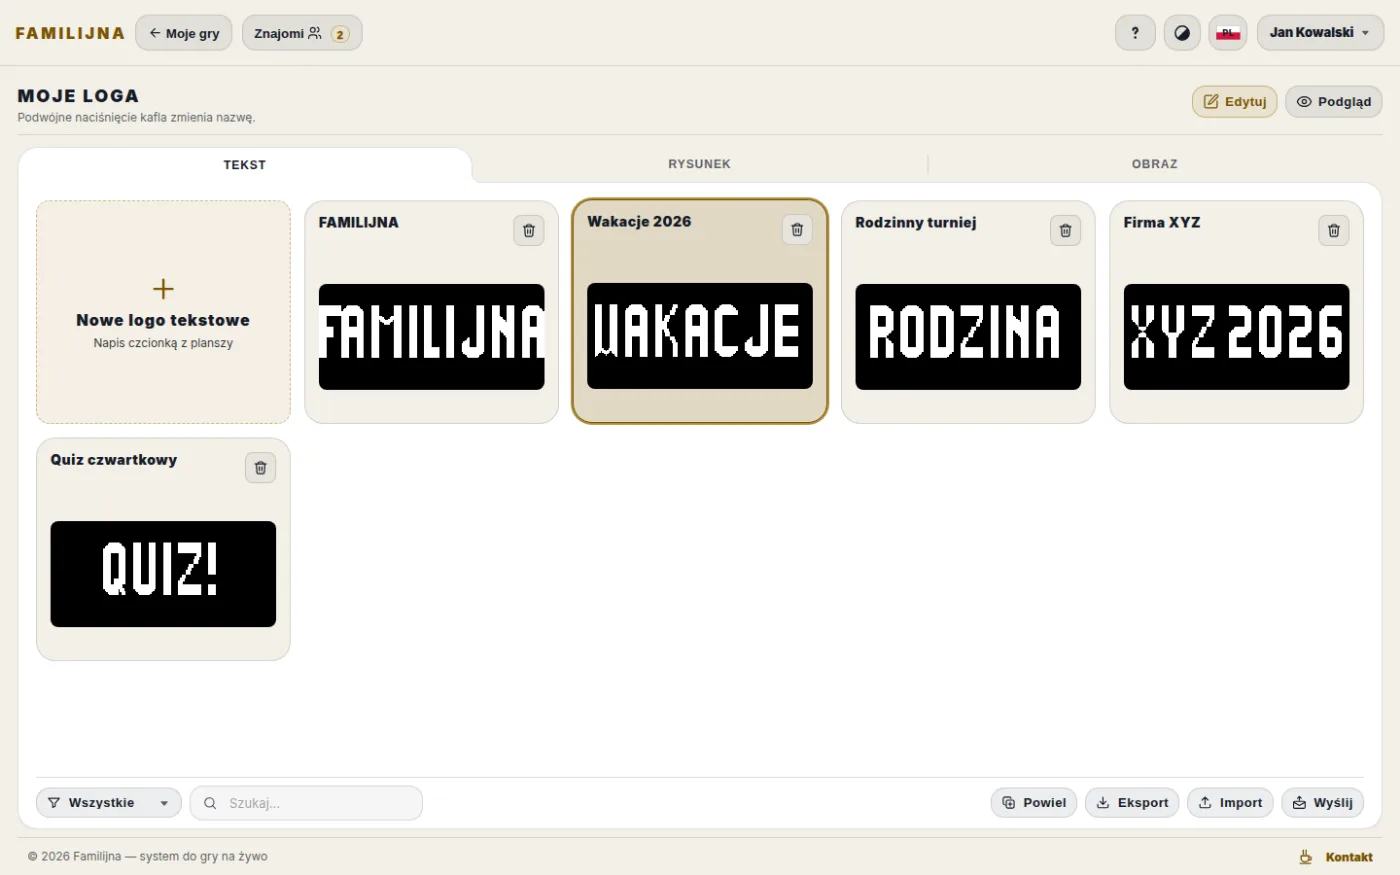 FAMILIJNA
← Moje gry
Znajomi 2
?
PL
Jan Kowalski
MOJE LOGA
Podwójne naciśnięcie kafla zmienia nazwę.
Edytuj
Podgląd
TEKST
RYSUNEK
OBRAZ
+
Nowe logo tekstowe
Napis czcionką z planszy
FAMILIJNA
FAMILIJNA
Wakacje 2026
WAKACJE
Rodzinny turniej
RODZINA
Firma XYZ
XYZ 2026
Quiz czwartkowy
QUIZ!
Wszystkie
Szukaj...
Powiel
Eksport
Import
Wyślij
© 2026 Familijna — system do gry na żywo
Kontakt